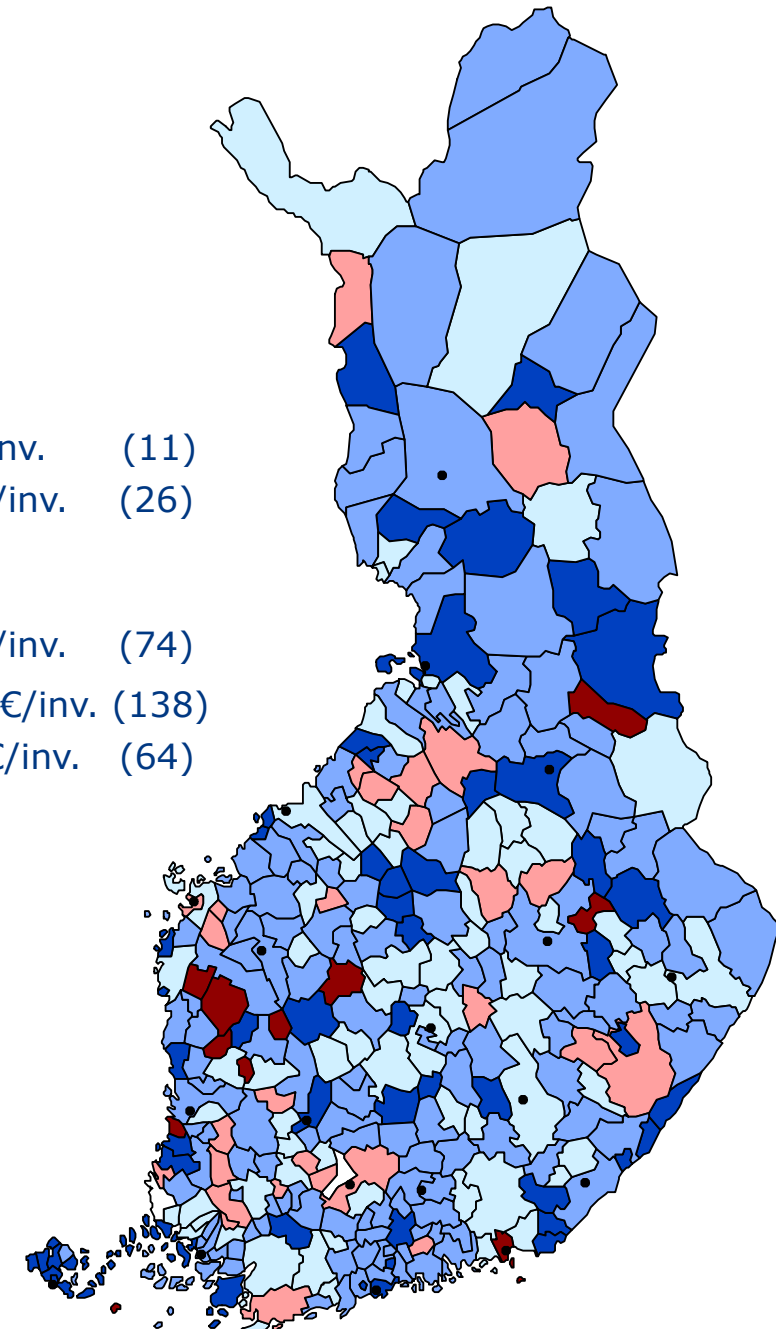 nv. (11)
/inv. (26)
/inv. (74)
€/inv. (138)
€/inv. (64)